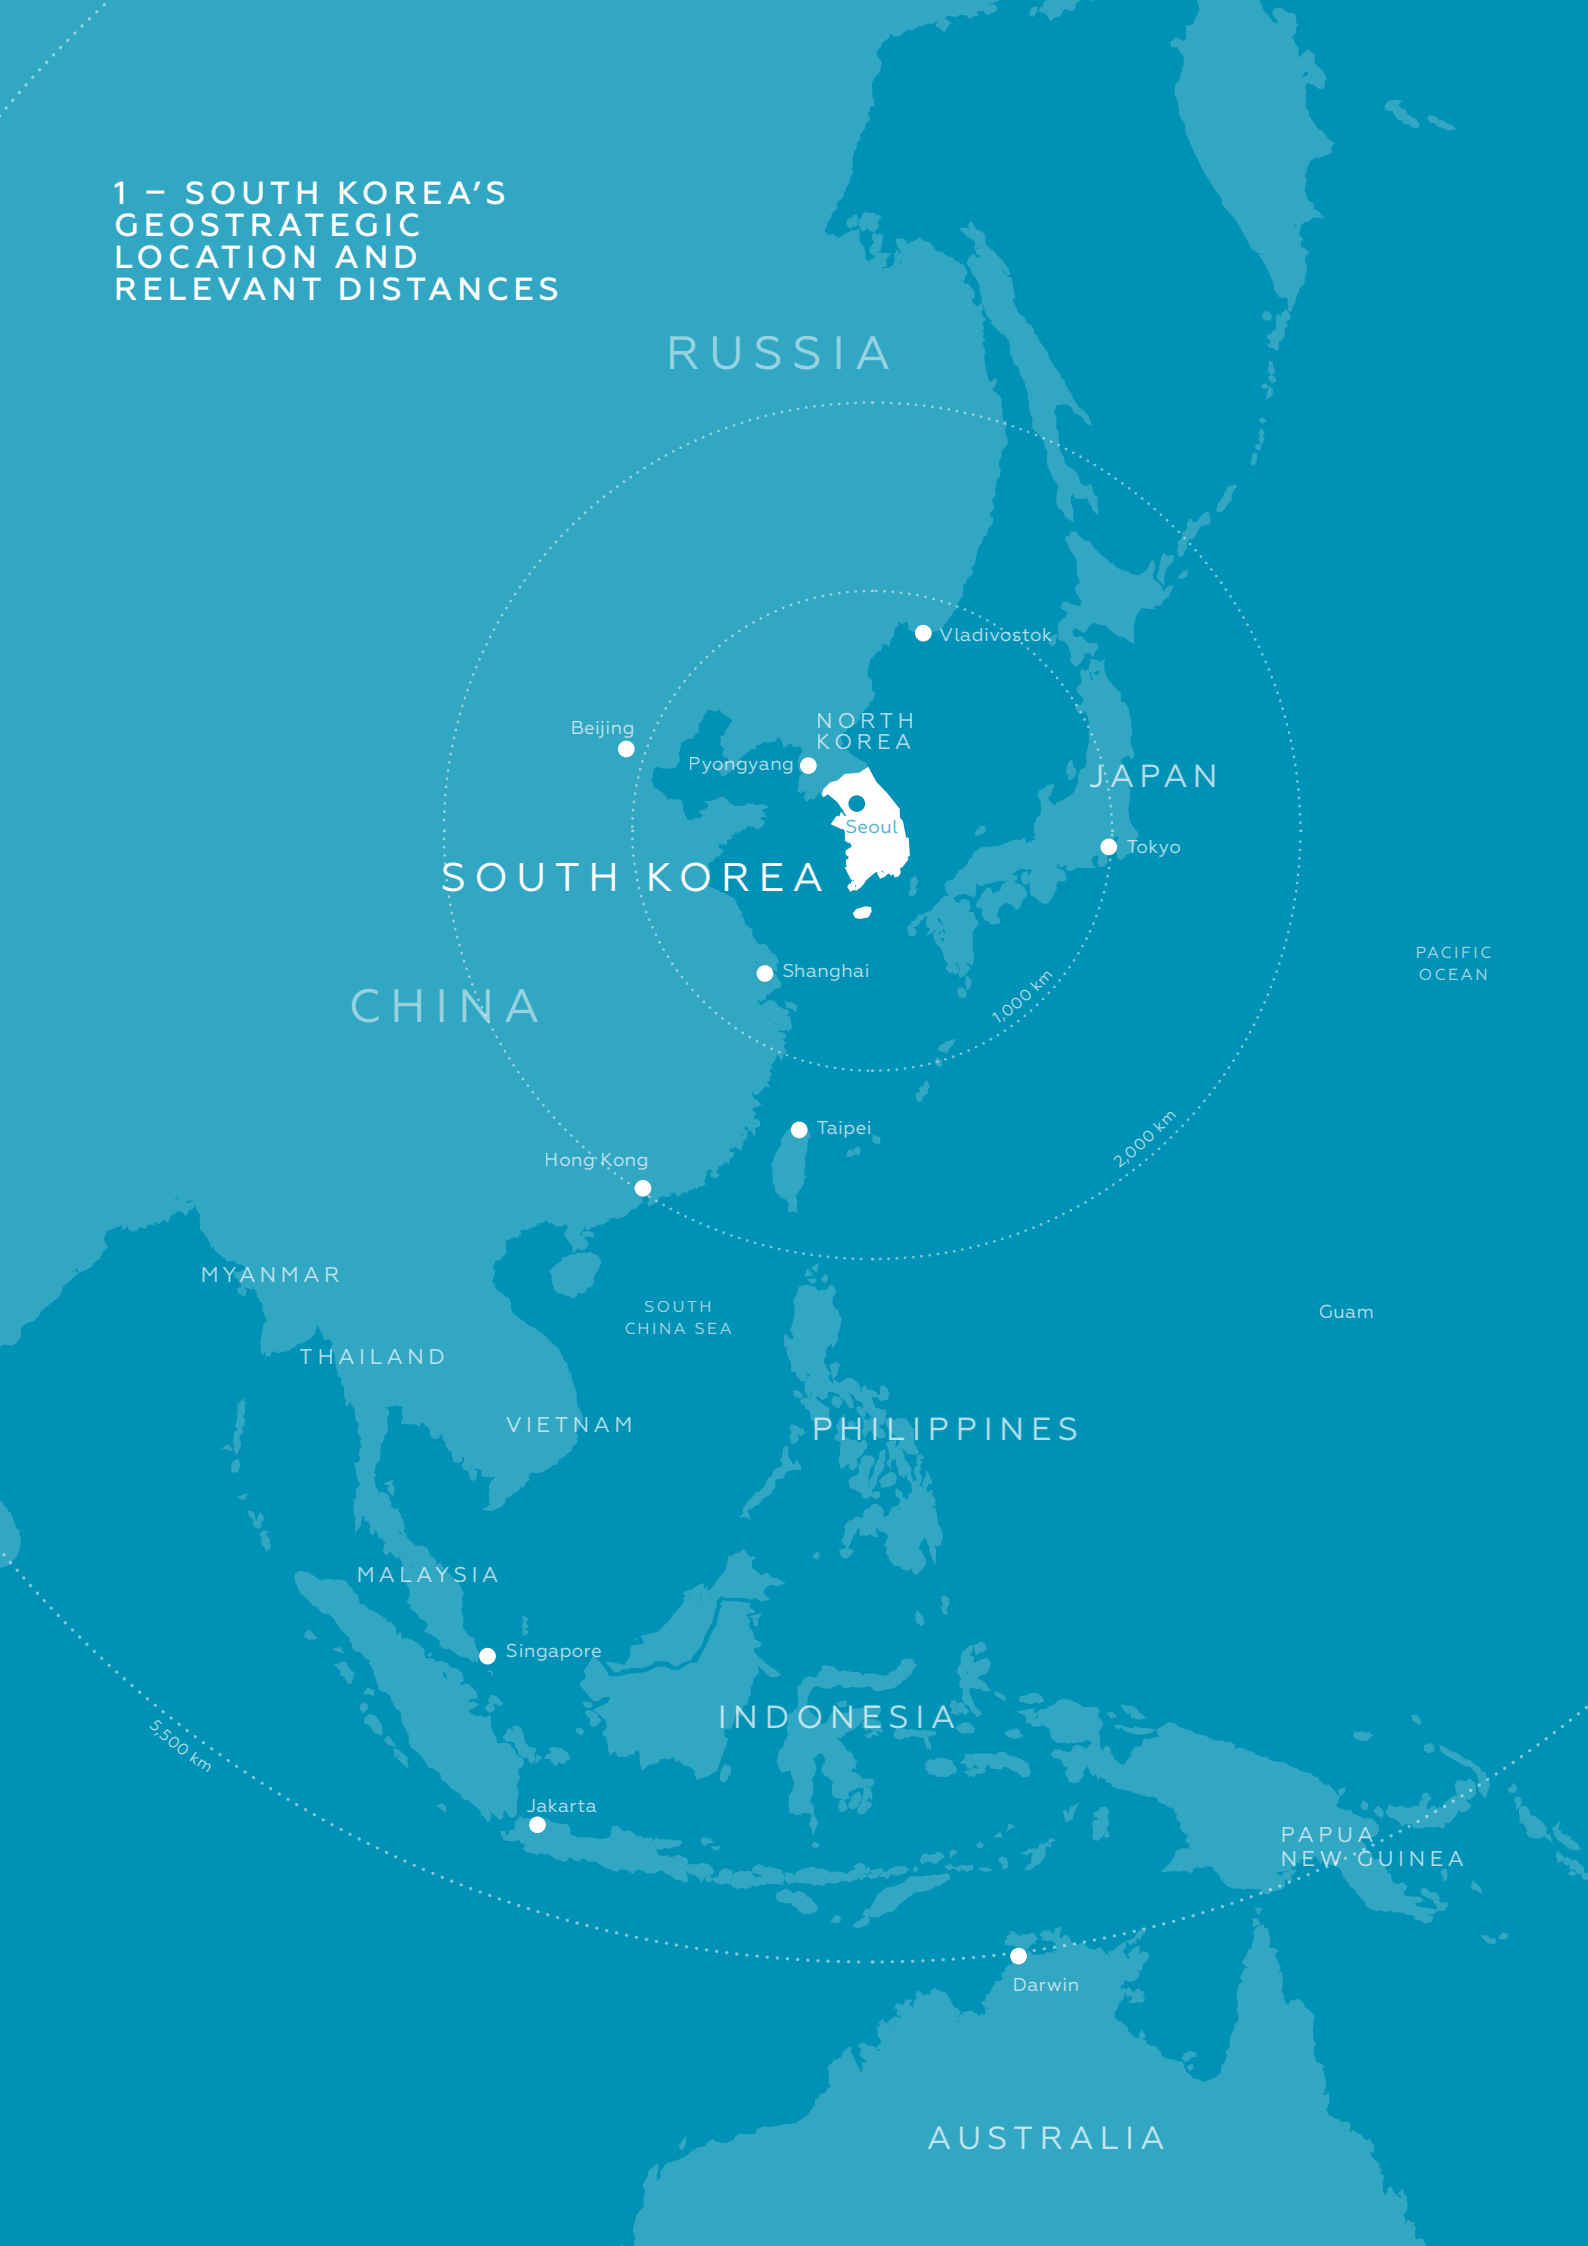 1 – SOUTH KOREA’S
GEOSTRATEGIC
LOCATION AND
RELEVANT DISTANCES
RUSSIA
Vladivostok
Beijing
NORTH
KOREA
Pyongyang
JAPAN
Seoul
Tokyo
SOUTH KOREA
PACIFIC
OCEAN
Shanghai
1,000 km
CHINA
Taipei
2,000 km
Hong Kong
MYANMAR
SOUTH
CHINA SEA
Guam
THAILAND
VIETNAM
PHILIPPINES
MALAYSIA
Singapore
INDONESIA
5,500 km
Jakarta
PAPUA
NEW GUINEA
Darwin
AUSTRALIA